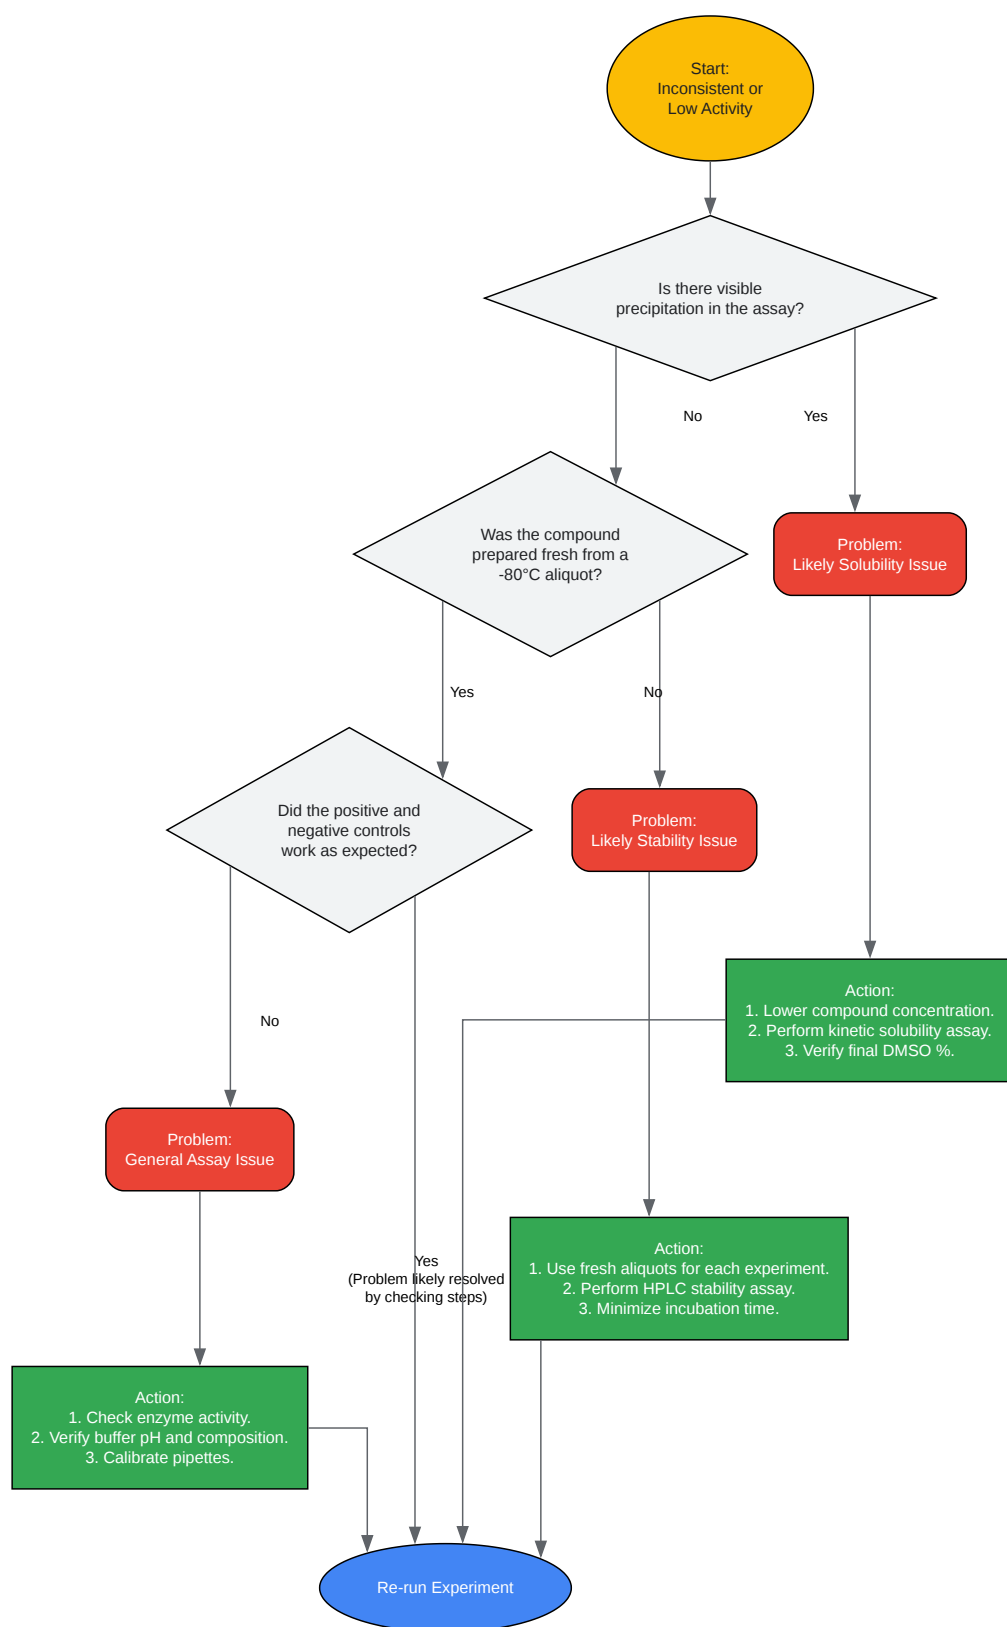 Start:
Inconsistent or
Low Activity
Is there visible
precipitation in the assay?
No
Yes
Was the compound
prepared fresh from a
-80°C aliquot?
Problem:
Likely Solubility Issue
Yes
No
Did the positive and
negative controls
work as expected?
Problem:
Likely Stability Issue
Action:
1. Lower compound concentration.
2. Perform kinetic solubility assay.
3. Verify final DMSO %.
No
Problem:
General Assay Issue
Yes
(Problem likely resolved
by checking steps)
Action:
1. Use fresh aliquots for each experiment.
2. Perform HPLC stability assay.
3. Minimize incubation time.
Action:
1. Check enzyme activity.
2. Verify buffer pH and composition.
3. Calibrate pipettes.
Re-run Experiment